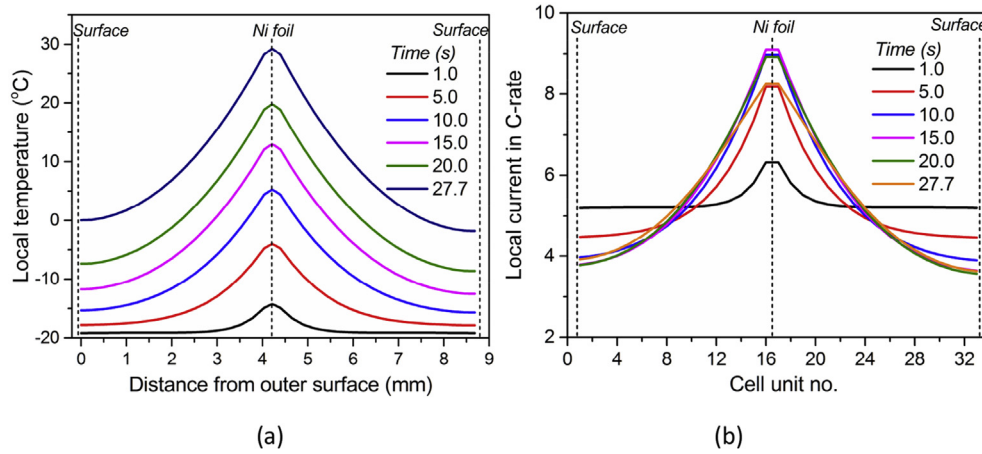 Surface Ni foil Surface
Time (s)
1.0
5.0
10.0
15.0
20.0
27.7
30
20
10
0
-10
-20
Local temperature (°C)
0 1 2 3 4 5 6 7 8 9
Distance from outer surface (mm)
(a)
Surface Ni foil Surface
Time (s)
1.0
5.0
10.0
15.0
20.0
27.7
10
8
6
4
2
Local current in C-rate
0 4 8 12 16 20 24 28 32
Cell unit no.
(b)